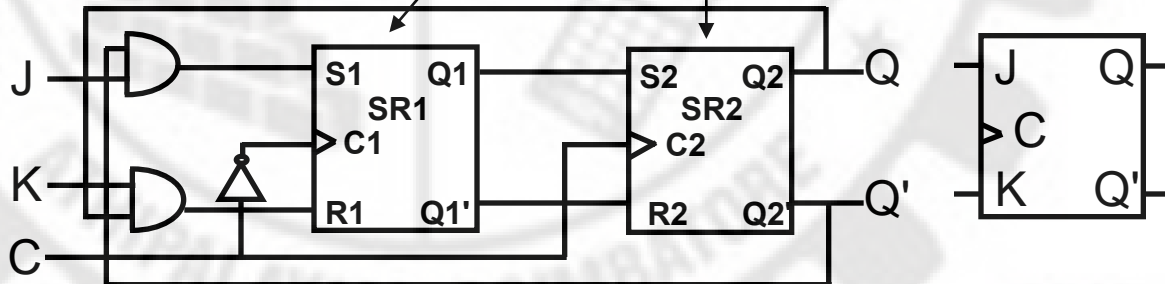 J
K
C
S1 Q1
SR1
C1
R1 Q1'
S2 Q2
SR2
C2
R2 Q2'
Q
Q'
J Q
C
K Q'